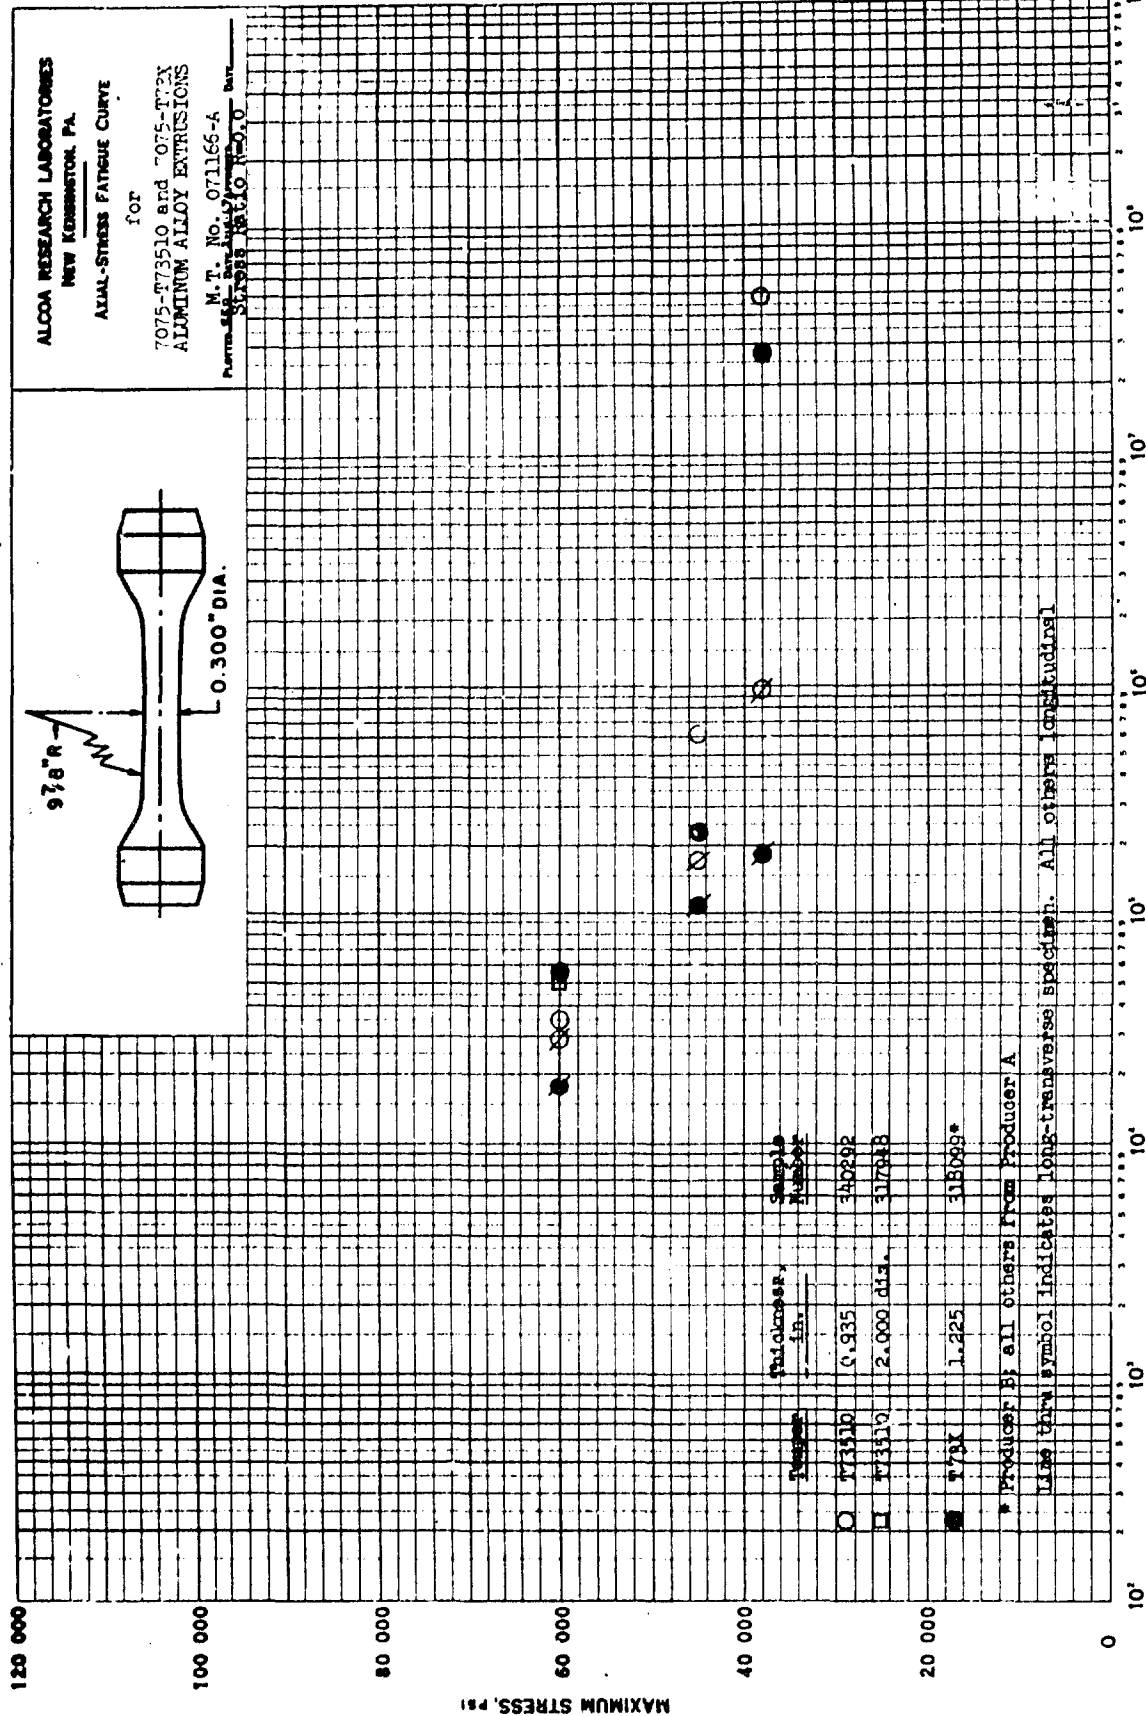 ALCOA RESEARCH LABORATORIES
NEW KENSINGTON, PA.
AXIAL-STRESS FATIGUE CURVE
for
7075-T73510 and 7075-T73X
ALUMINUM ALLOY EXTRUSIONS
M.T. No. 071166-A
Stress Ratio R=0.0
9⅞"R
0.300"DIA.
MAXIMUM STRESS, PSI
120 000
100 000
80 000
60 000
40 000
20 000
0
Temper Thickness, in. Sample Number
T73510 0.935 340292
T73510 2.000 dia. 317948
T73X 1.225 318099*
* Producer B; all others from Producer A
Line thru symbol indicates long-transverse specimen. All others longitudinal
10² 10³ 10⁴ 10⁵ 10⁶ 10⁷ 10⁸